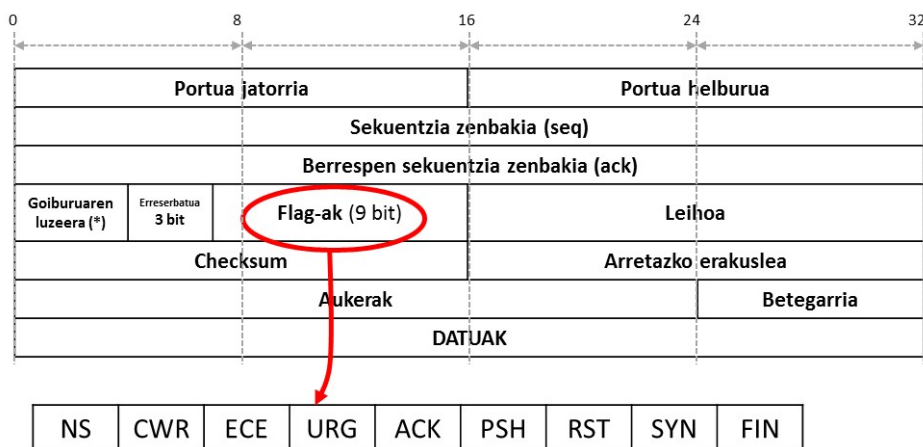 0 8 16 24 32
Portua jatorria Portua helburua
Sekuentzia zenbakia (seq)
Berrespen sekuentzia zenbakia (ack)
Goiburuaren luzeera (*) Erreserbatua 3 bit Flag-ak (9 bit) Leihoa
Checksum Arretazko erakuslea
Aukerak Betegarria
DATUAK
NS CWR ECE URG ACK PSH RST SYN FIN